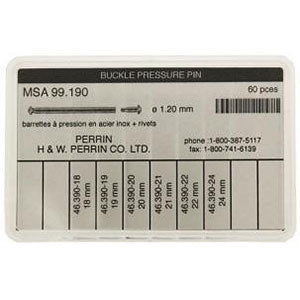 BUCKLE PRESSURE PIN
MSA 99.190
60 pces
ø 1.20 mm
barrettes à pression en acier inox + rivets
PERRIN
H & W. PERRIN CO. LTD.
phone :1-800-387-5117
fax: 1-800-741-6139
46.390-18
18 mm
46.390-19
19 mm
46.390-20
20 mm
46.390-21
21 mm
46.390-22
22 mm
46.390-24
24 mm